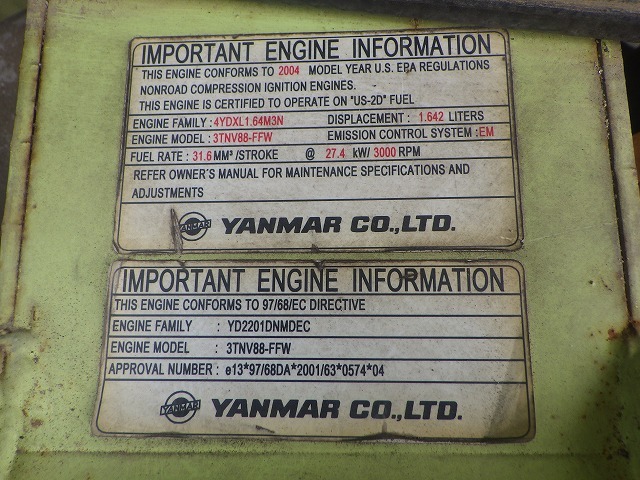 IMPORTANT ENGINE INFORMATION
THIS ENGINE CONFORMS TO 2004 MODEL YEAR U.S. EPA REGULATIONS
NONROAD COMPRESSION IGNITION ENGINES.
THIS ENGINE IS CERTIFIED TO OPERATE ON "US-2D" FUEL
ENGINE FAMILY : 4YDXL1.64M3N DISPLACEMENT : 1.642 LITERS
ENGINE MODEL : 3TNV88-FFW EMISSION CONTROL SYSTEM : EM
FUEL RATE : 31.6 MM³ /STROKE @ 27.4 kW/ 3000 RPM
REFER OWNER'S MANUAL FOR MAINTENANCE SPECIFICATIONS AND
ADJUSTMENTS
YANMAR YANMAR CO.,LTD.
IMPORTANT ENGINE INFORMATION
THIS ENGINE CONFORMS TO 97/68/EC DIRECTIVE
ENGINE FAMILY : YD2201DNMDEC
ENGINE MODEL : 3TNV88-FFW
APPROVAL NUMBER : e13*97/68DA*2001/63*0574*04
YANMAR YANMAR CO.,LTD.